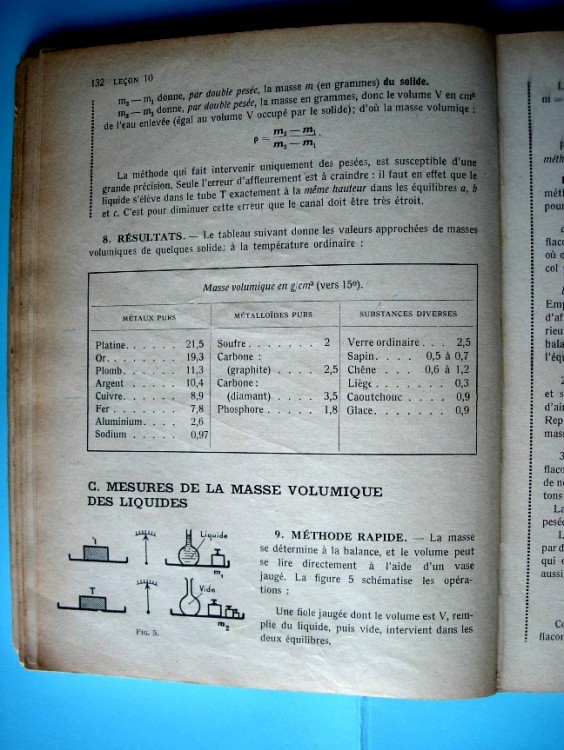 132 LEÇON 10
m₂ — m₁ donne, par double pesée, la masse m (en grammes) du solide.
m₃ — m₁ donne, par double pesée, la masse en grammes, donc le volume V en cm³
de l'eau enlevée (égal au volume V occupé par le solide); d'où la masse volumique :
ρ = m₂ — m₁ / m₃ — m₁ .
La méthode qui fait intervenir uniquement des pesées, est susceptible d'une
grande précision. Seule l'erreur d'affleurement est à craindre : il faut en effet que le
liquide s'élève dans le tube T exactement à la même hauteur dans les équilibres a, b
et c. C'est pour diminuer cette erreur que le canal doit être très étroit.
8. RÉSULTATS. — Le tableau suivant donne les valeurs approchées de masses
volumiques de quelques solides à la température ordinaire :
Masse volumique en g/cm³ (vers 15º).
MÉTAUX PURS
Platine . . . . . . 21,5
Or . . . . . . . 19,3
Plomb . . . . . . 11,3
Argent . . . . . 10,4
Cuivre . . . . . 8,9
Fer . . . . . . . 7,8
Aluminium . . . . 2,6
Sodium . . . . . 0,97
MÉTALLOÏDES PURS
Soufre . . . . . . . 2
Carbone :
(graphite) . . . . 2,5
Carbone :
(diamant) . . . . 3,5
Phosphore . . . . . 1,8
SUBSTANCES DIVERSES
Verre ordinaire . . . 2,5
Sapin . . . . 0,5 à 0,7
Chêne . . . . 0,6 à 1,2
Liége . . . . . . . 0,3
Caoutchouc . . . . 0,9
Glace . . . . . . . 0,9
C. MESURES DE LA MASSE VOLUMIQUE
DES LIQUIDES
Liquide
m₁
T
Vide
m₂
FIG. 5.
9. MÉTHODE RAPIDE. — La masse
se détermine à la balance, et le volume peut
se lire directement à l'aide d'un vase
jaugé. La figure 5 schématise les opéra-
tions :
Une fiole jaugée dont le volume est V, rem-
plie du liquide, puis vide, intervient dans les
deux équilibres.